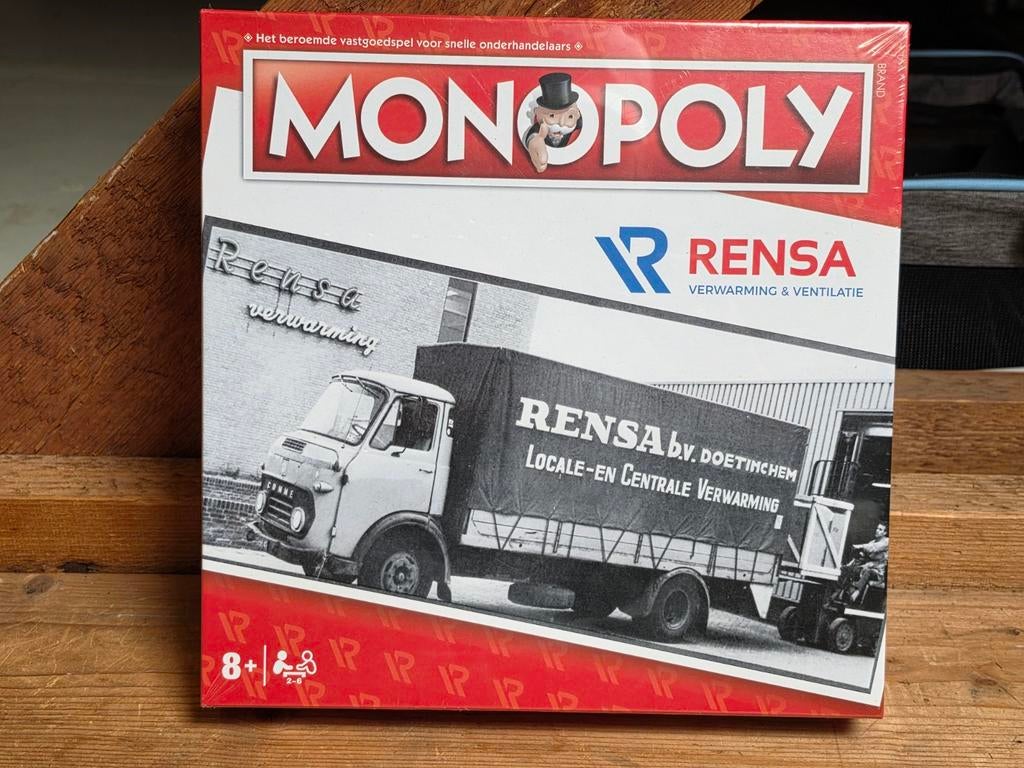 Het beroemde vastgoedspel voor snelle onderhandelaars
BRAND
MONOPOLY
RENSA
VERWARMING & VENTILATIE
Rensa
verwarming
RENSA b.v. DOETINCHEM
LOCALE-EN CENTRALE VERWARMING
COMME
8+
2-6